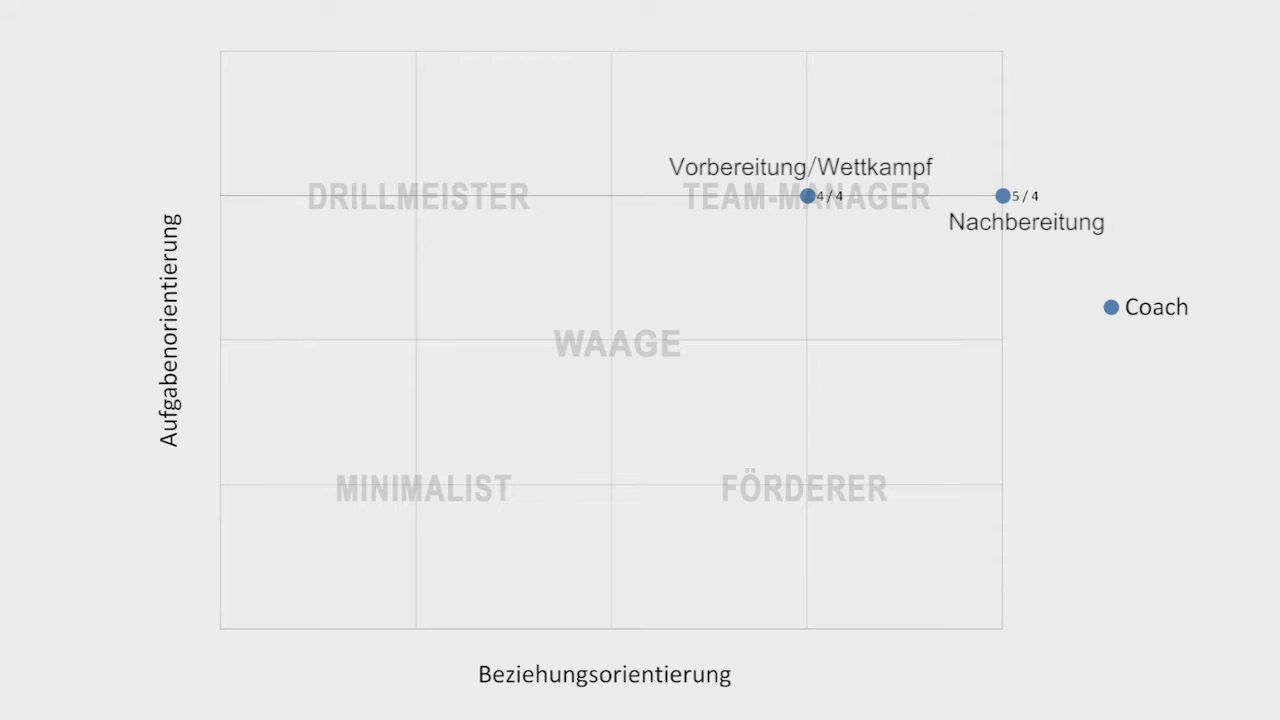 Vorbereitung/Wettkampf
DRILLMEISTER
TEAM-MANAGER
4 / 4
5 / 4
Nachbereitung
Aufgabenorientierung
Coach
WAAGE
MINIMALIST
FÖRDERER
Beziehungsorientierung